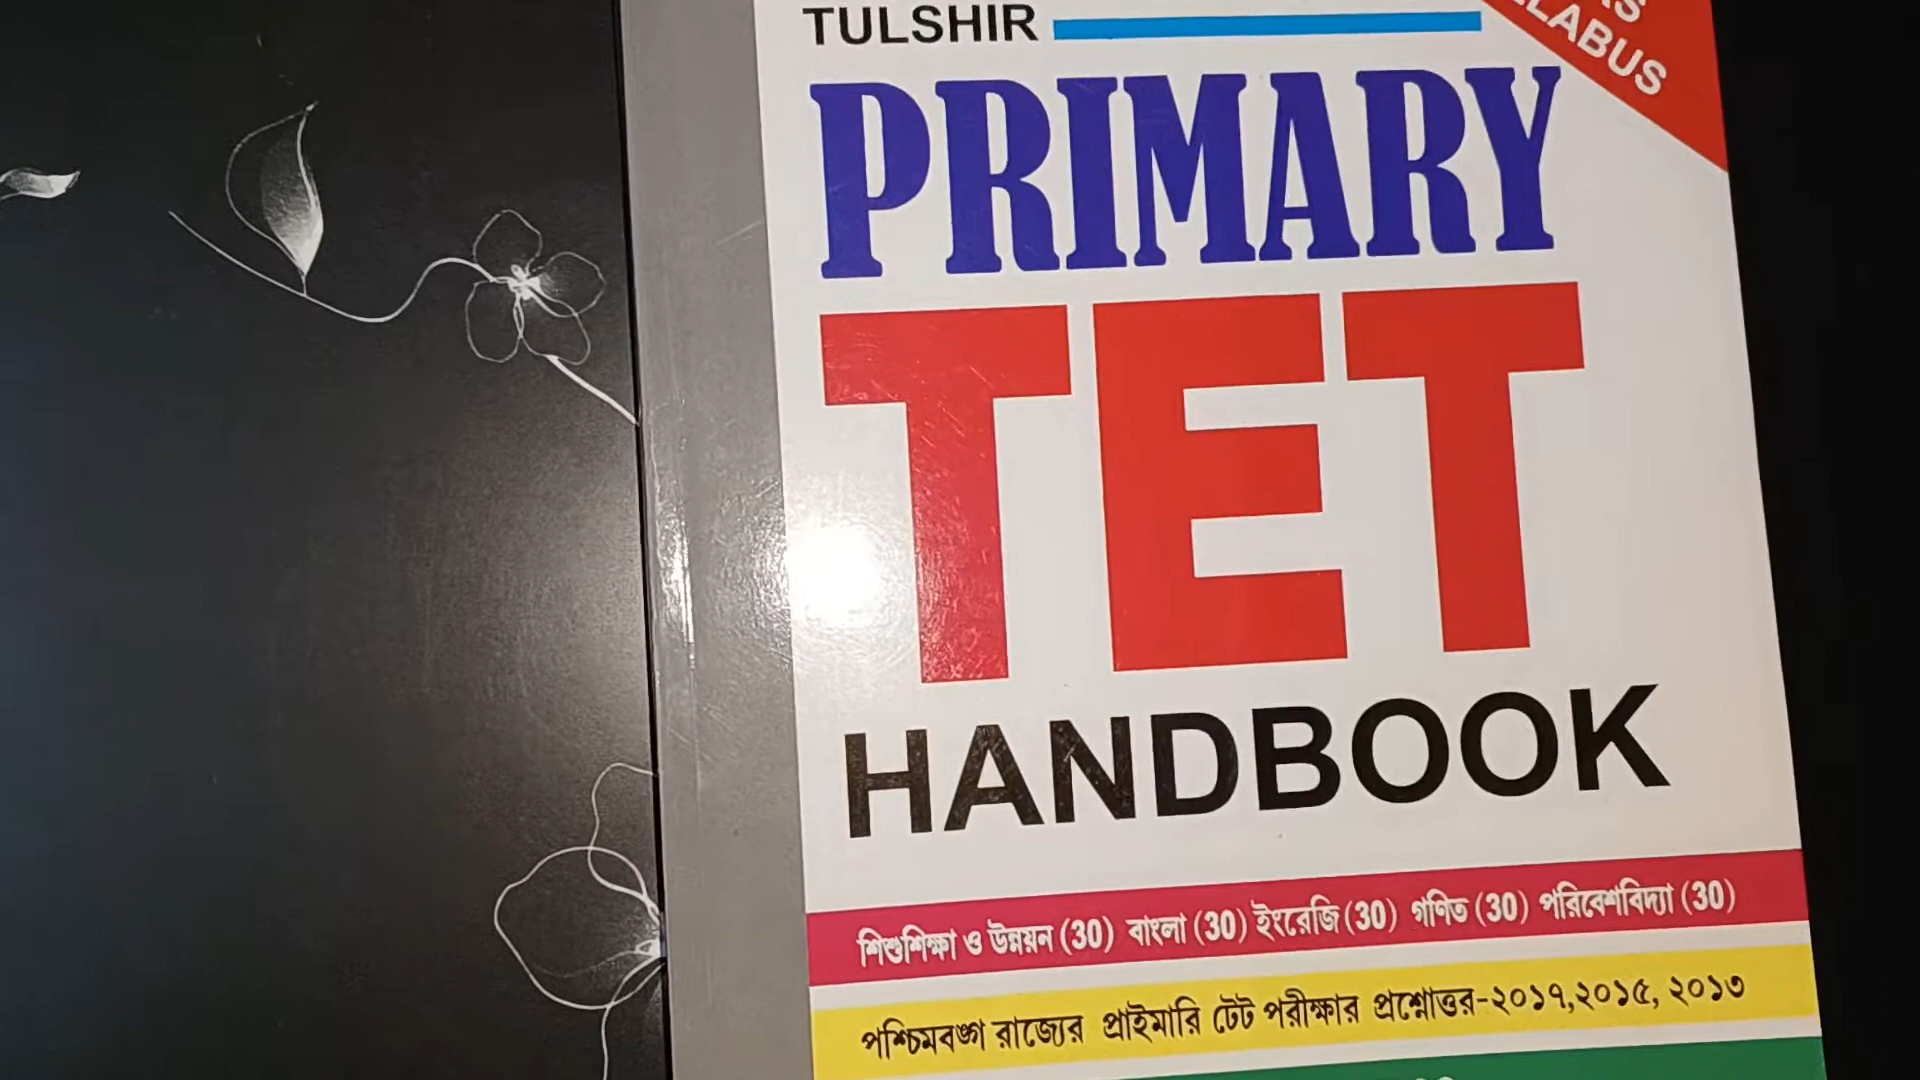 TULSHIR
SYLLABUS
PRIMARY
TET
HANDBOOK
শিশুশিক্ষা ও উন্নয়ন (30) বাংলা (30) ইংরেজি (30) গণিত (30) পরিবেশবিদ্যা (30)
পশ্চিমবঙ্গ রাজ্যের প্রাইমারি টেট পরীক্ষার প্রশ্নোত্তর-২০১৭,২০১৫, ২০১৩